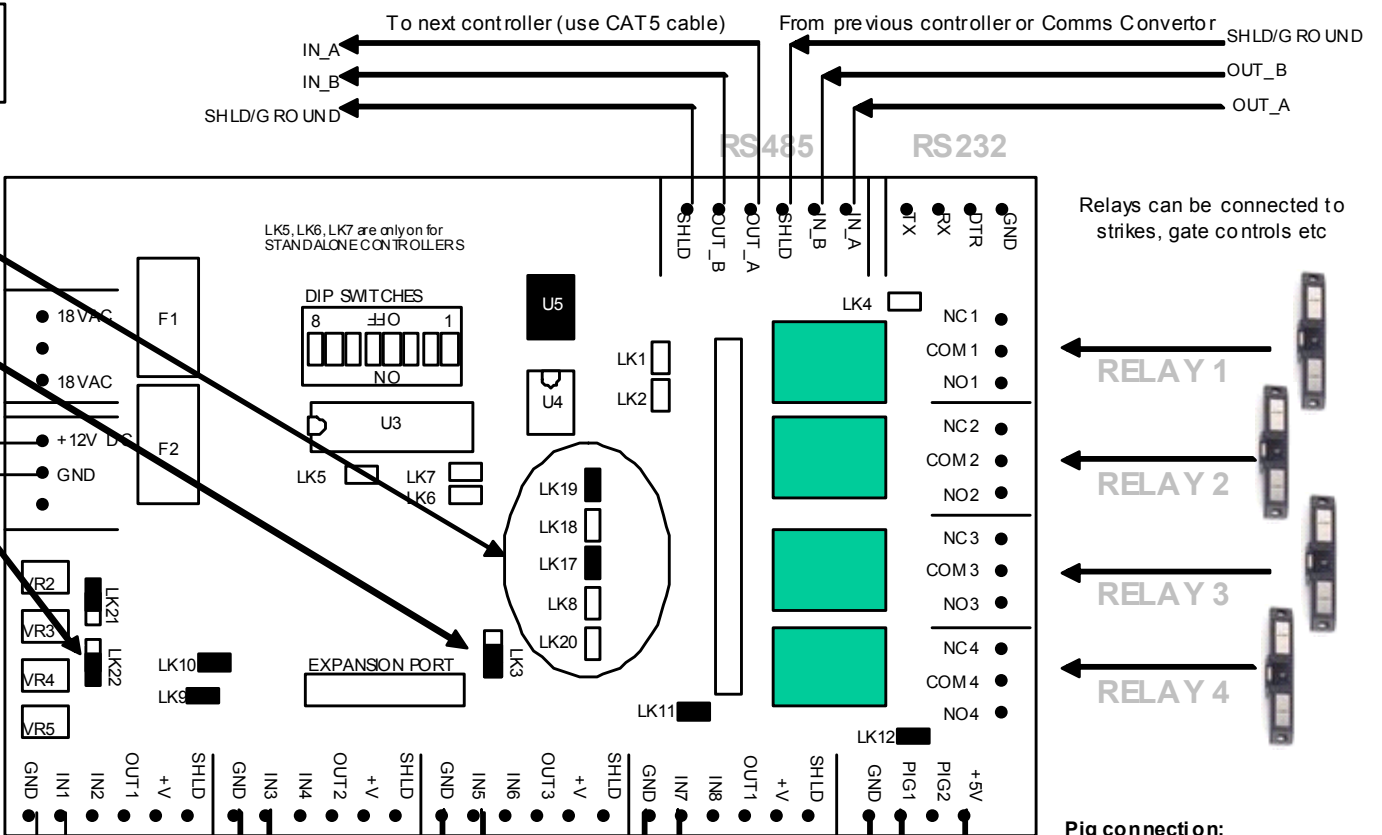 To next controller (use CAT5 cable)
From previous controller or Comms Convertor
IN_A
IN_B
SHLD/GROUND
SHLD/GROUND
OUT_B
OUT_A
RS485
RS232
SHLD
OUT_B
OUT_A
SHLD
IN_B
IN_A
TX
RX
DTR
GND
Relays can be connected to
strikes, gate controls etc
LK5, LK6, LK7 are only on for
STANDALONE CONTROLLERS
DIP SWITCHES
8 OFF 1
NO
18VAC
18VAC
+12V DC
GND
F1
F2
U5
U4
U3
LK1
LK2
LK4
LK5
LK7
LK6
LK19
LK18
LK17
LK8
LK20
LK3
NC1
COM1
NO1
RELAY 1
NC2
COM2
NO2
RELAY 2
NC3
COM3
NO3
RELAY 3
NC4
COM4
NO4
RELAY 4
VR2
VR3
VR4
VR5
LK21
LK22
LK10
LK9
EXPANSION PORT
LK11
LK12
GND
IN1
IN2
OUT1
+V
SHLD
GND
IN3
IN4
OUT2
+V
SHLD
GND
IN5
IN6
OUT3
+V
SHLD
GND
IN7
IN8
OUT1
+V
SHLD
GND
PIG1
PIG2
+5V
Pig connection: